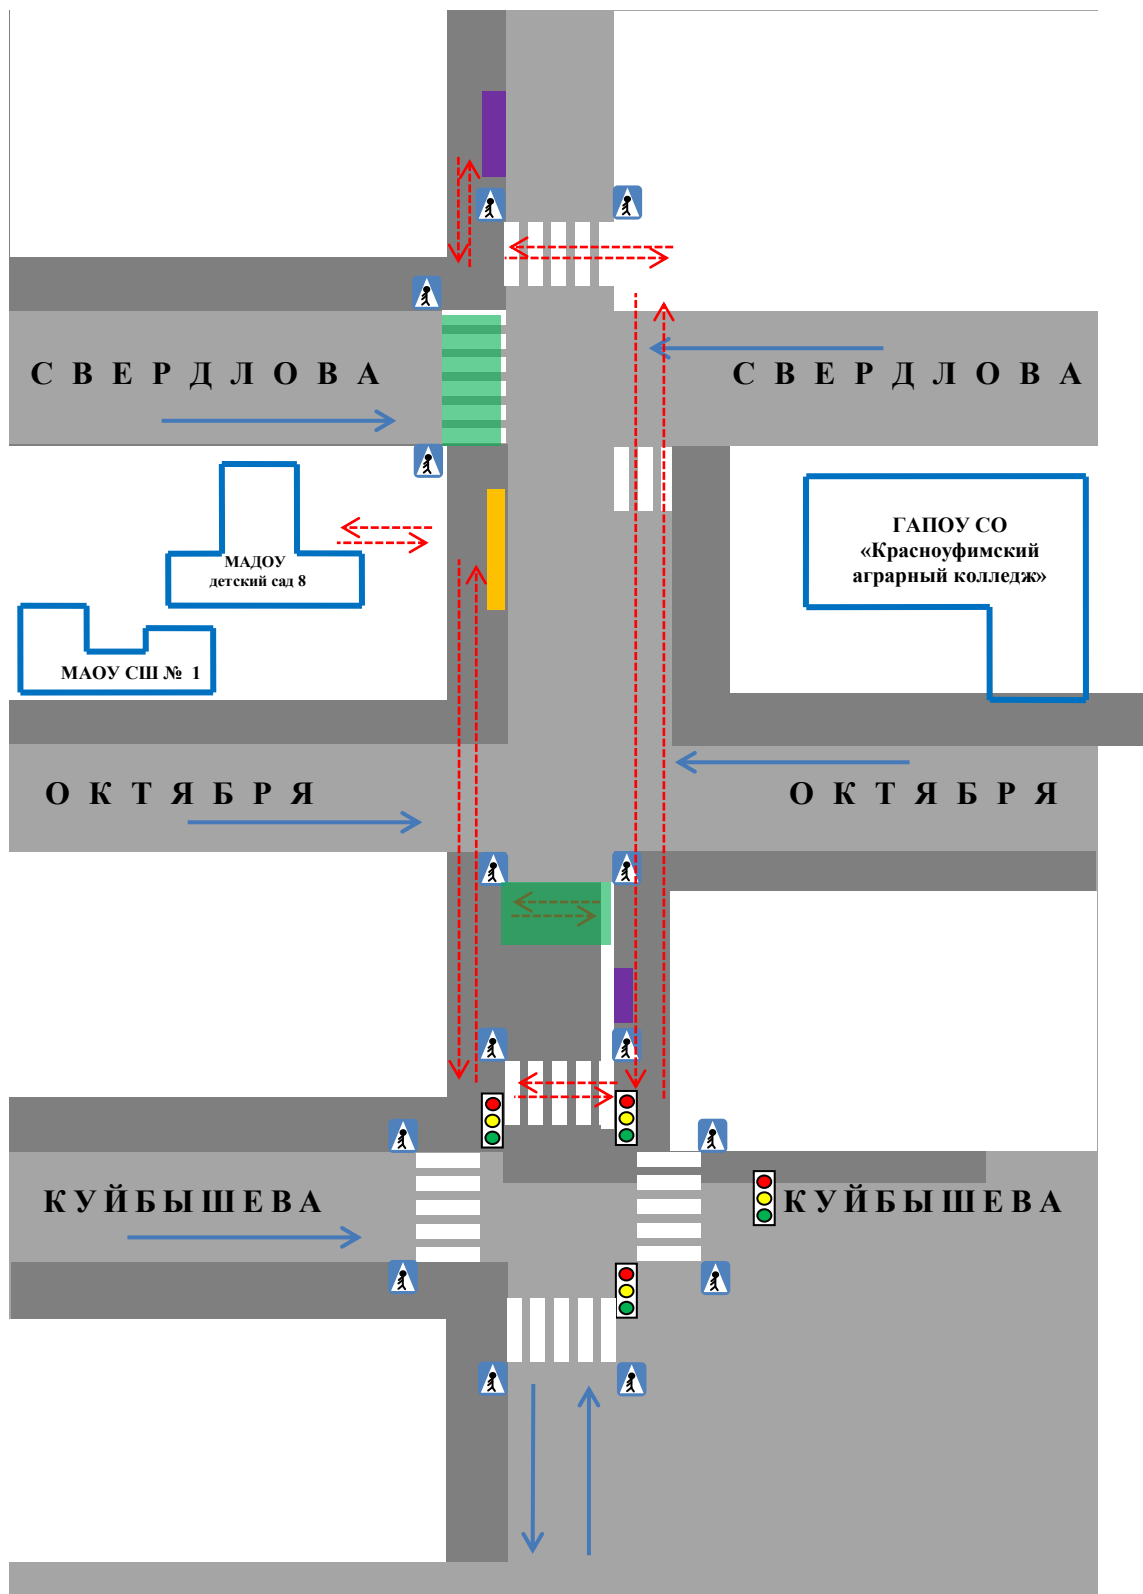 С В Е Р Д Л О В А
С В Е Р Д Л О В А
ГАПОУ СО
«Красноуфимский
аграрный колледж»
МАДОУ
детский сад 8
МАОУ СШ № 1
О К Т Я Б Р Я
О К Т Я Б Р Я
К У Й Б Ы Ш Е В А
К У Й Б Ы Ш Е В А